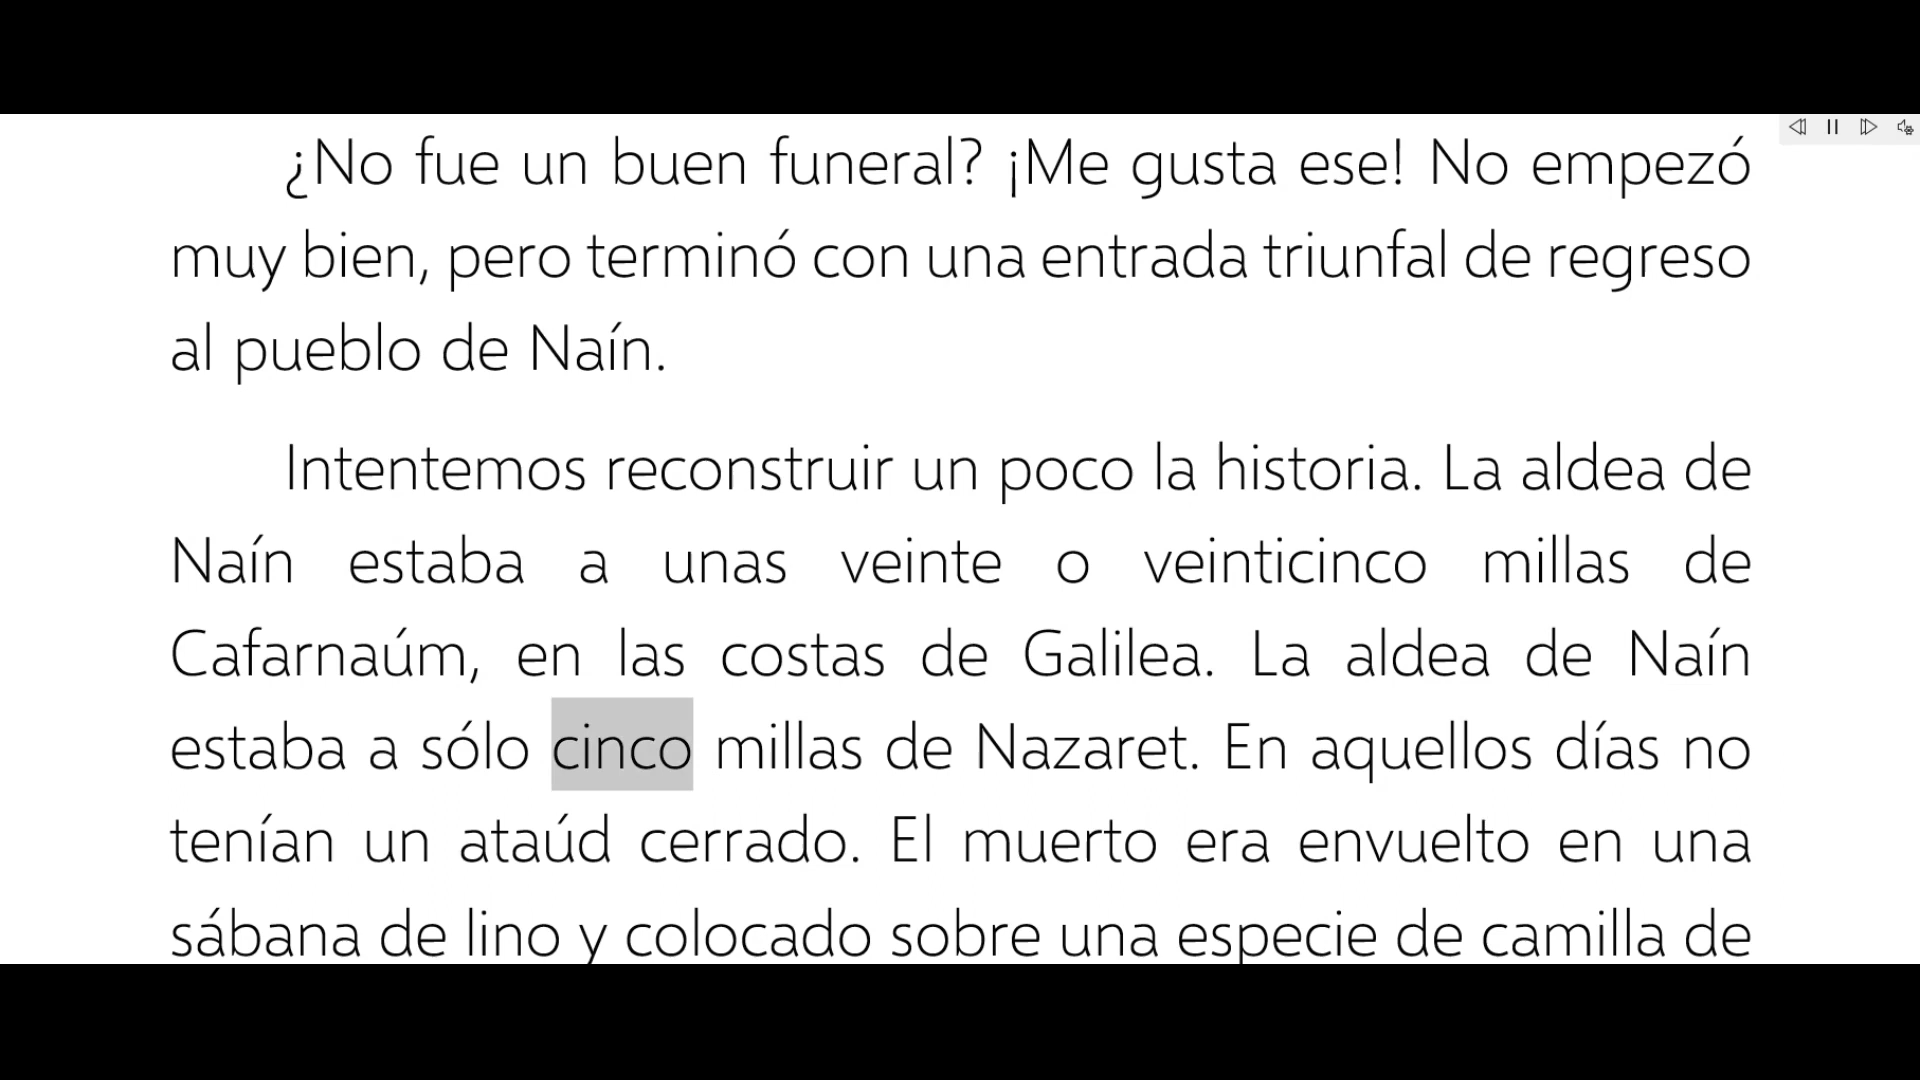 ¿No fue un buen funeral? ¡Me gusta ese! No empezó
muy bien, pero terminó con una entrada triunfal de regreso
al pueblo de Naín.
Intentemos reconstruir un poco la historia. La aldea de
Naín estaba a unas veinte o veinticinco millas de
Cafarnaúm, en las costas de Galilea. La aldea de Naín
estaba a sólo cinco millas de Nazaret. En aquellos días no
tenían un ataúd cerrado. El muerto era envuelto en una
sábana de lino y colocado sobre una especie de camilla de